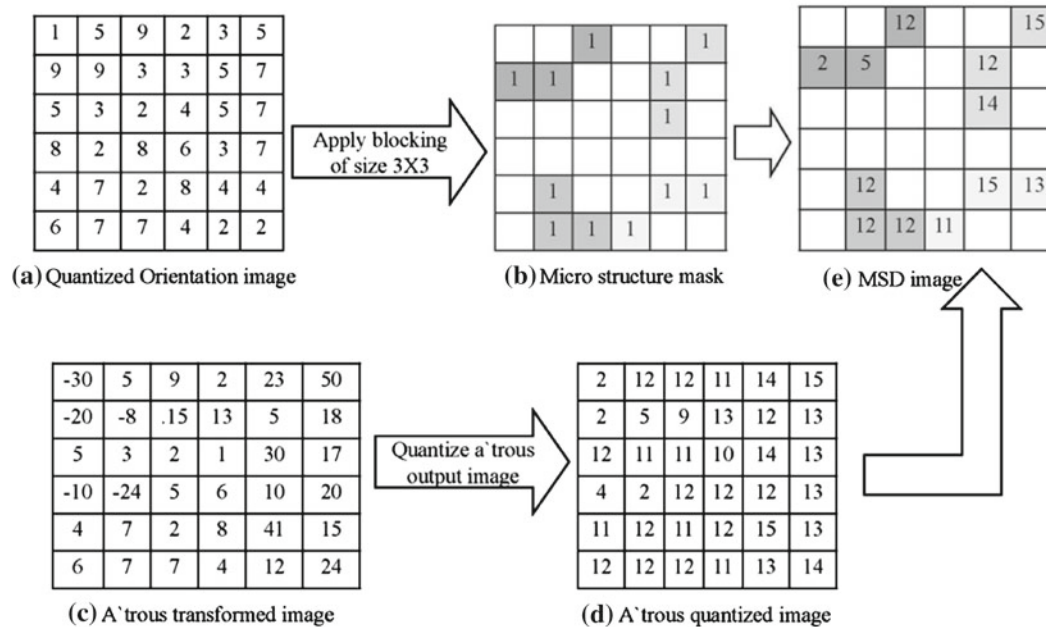 1 5 9 2 3 5
9 9 3 3 5 7
5 3 2 4 5 7
8 2 8 6 3 7
4 7 2 8 4 4
6 7 7 4 2 2
(a) Quantized Orientation image
Apply blocking
of size 3X3
1 1
1 1 1
1
1 1 1
1 1 1
(b) Micro structure mask
12 15
2 5 12
14
12 15 13
12 12 11
(e) MSD image
-30 5 9 2 23 50
-20 -8 .15 13 5 18
5 3 2 1 30 17
-10 -24 5 6 10 20
4 7 2 8 41 15
6 7 7 4 12 24
(c) A`trous transformed image
Quantize a`trous
output image
2 12 12 11 14 15
2 5 9 13 12 13
12 11 11 10 14 13
4 2 12 12 12 13
11 12 11 12 15 13
12 12 12 11 13 14
(d) A`trous quantized image